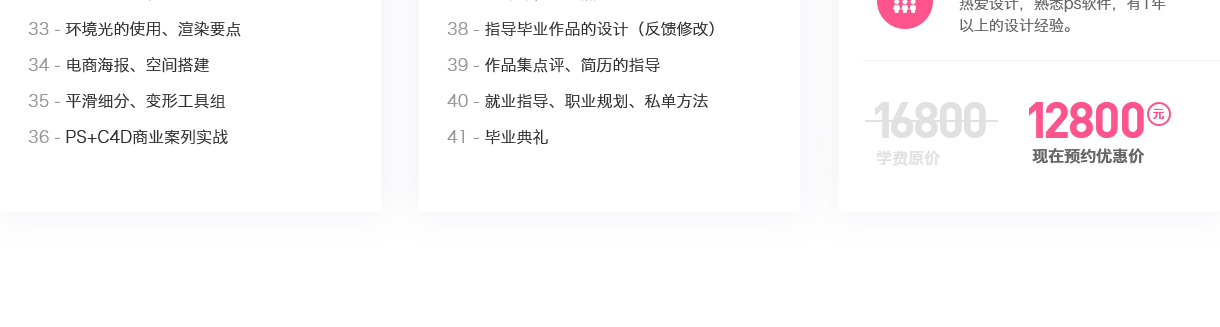 33 - 环境光的使用、渲染要点
34 - 电商海报、空间搭建
35 - 平滑细分、变形工具组
36 - PS+C4D商业案列实战
38 - 指导毕业作品的设计（反馈修改）
39 - 作品集点评、简历的指导
40 - 就业指导、职业规划、私单方法
41 - 毕业典礼
热爱设计，熟悉ps软件，有1年
以上的设计经验。
16800
学费原价
12800元
现在预约优惠价